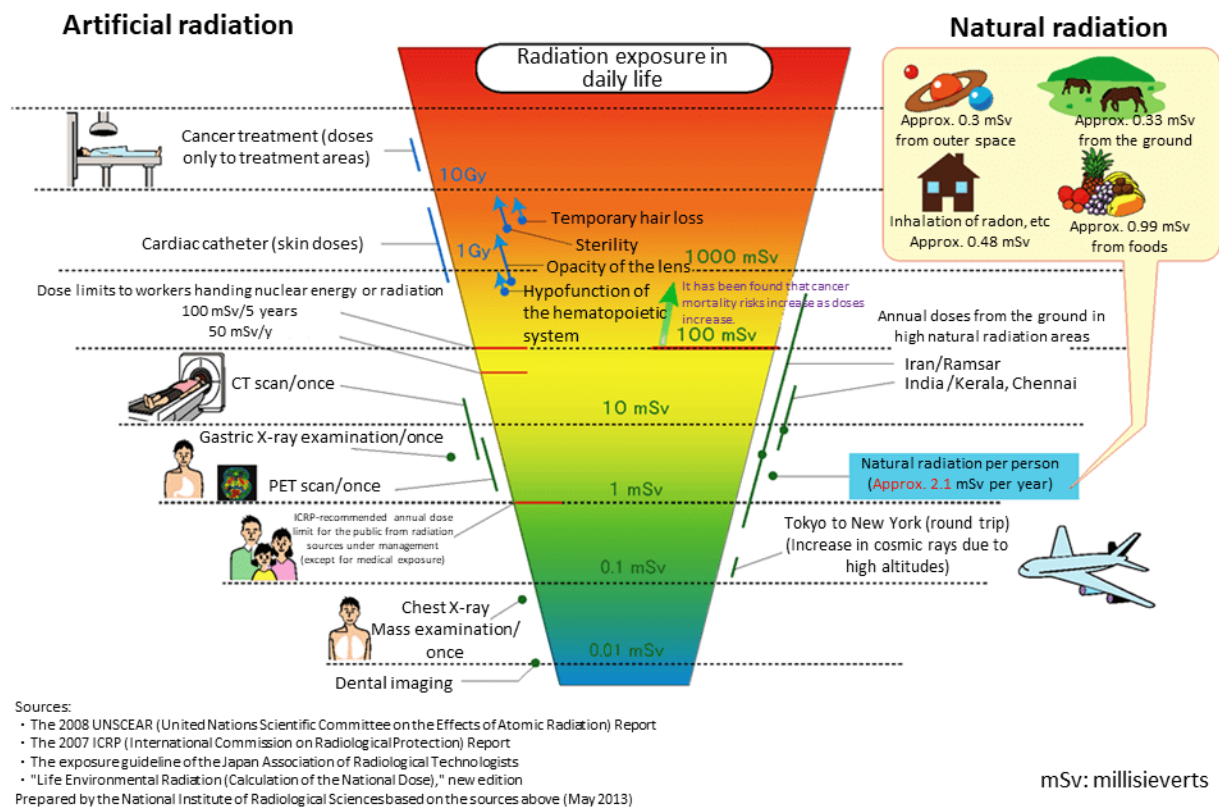 Artificial radiation
Natural radiation
Radiation exposure in
daily life
Approx. 0.3 mSv
from outer space
Approx. 0.33 mSv
from the ground
Inhalation of radon, etc
Approx. 0.48 mSv
Approx. 0.99 mSv
from foods
Cancer treatment (doses
only to treatment areas)
10Gy
Temporary hair loss
Sterility
Cardiac catheter (skin doses)
1Gy
Opacity of the lens
1000 mSv
Hypofunction of
the hematopoietic
system
It has been found that cancer
mortality risks increase as doses
increase.
Dose limits to workers handing nuclear energy or radiation
100 mSv/5 years
50 mSv/y
100 mSv
Annual doses from the ground in
high natural radiation areas
Iran/Ramsar
India/Kerala, Chennai
CT scan/once
10 mSv
Gastric X-ray examination/once
PET scan/once
1 mSv
Natural radiation per person
(Approx. 2.1 mSv per year)
ICRP-recommended annual dose
limit for the public from radiation
sources under management
(except for medical exposure)
Tokyo to New York (round trip)
(Increase in cosmic rays due to
high altitudes)
0.1 mSv
Chest X-ray
Mass examination/
once
0.01 mSv
Dental imaging
Sources:
・The 2008 UNSCEAR (United Nations Scientific Committee on the Effects of Atomic Radiation) Report
・The 2007 ICRP (International Commission on Radiological Protection) Report
・The exposure guideline of the Japan Association of Radiological Technologists
・"Life Environmental Radiation (Calculation of the National Dose)," new edition
Prepared by the National Institute of Radiological Sciences based on the sources above (May 2013)
mSv: millisieverts